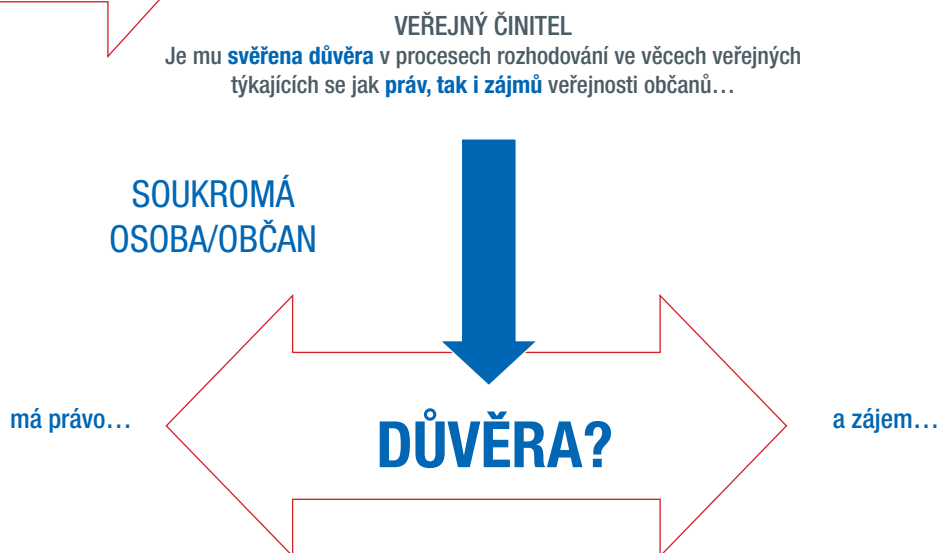 VEŘEJNÝ ČINITEL
Je mu svěřena důvěra v procesech rozhodování ve věcech veřejných
týkajících se jak práv, tak i zájmů veřejnosti občanů…
SOUKROMÁ
OSOBA/OBČAN
má právo…
DŮVĚRA?
a zájem…